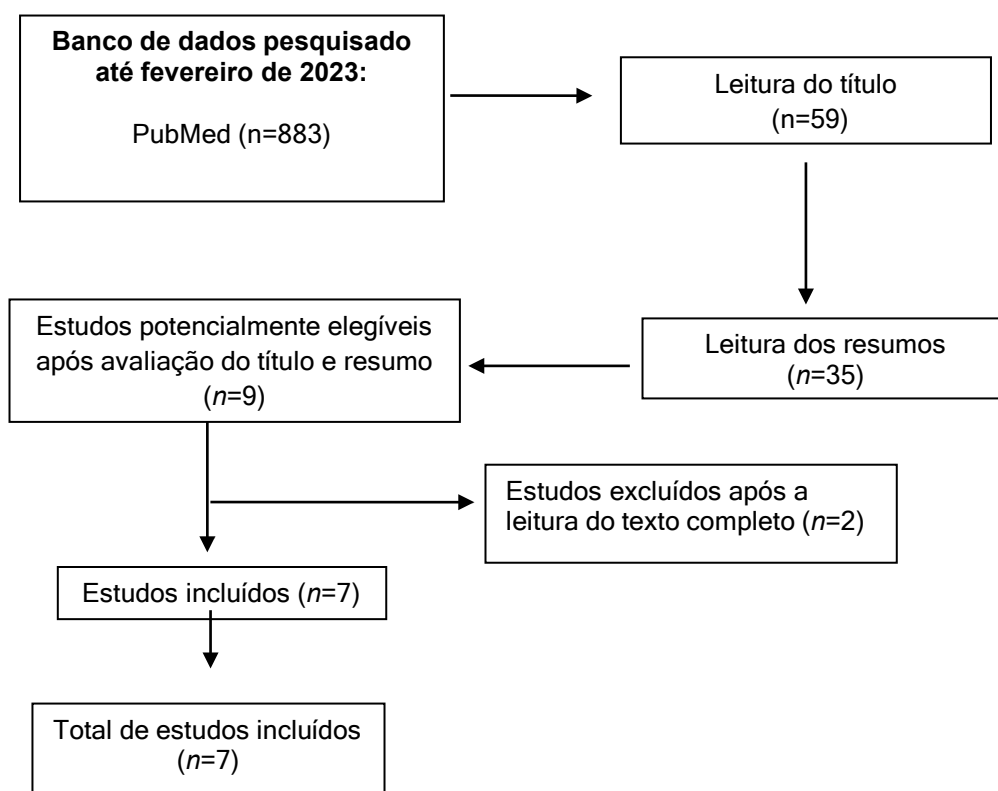 Banco de dados pesquisado
até fevereiro de 2023:
PubMed (n=883)
Leitura do título
(n=59)
Leitura dos resumos
(n=35)
Estudos potencialmente elegíveis
após avaliação do título e resumo
(n=9)
Estudos excluídos após a
leitura do texto completo (n=2)
Estudos incluídos (n=7)
Total de estudos incluídos
(n=7)